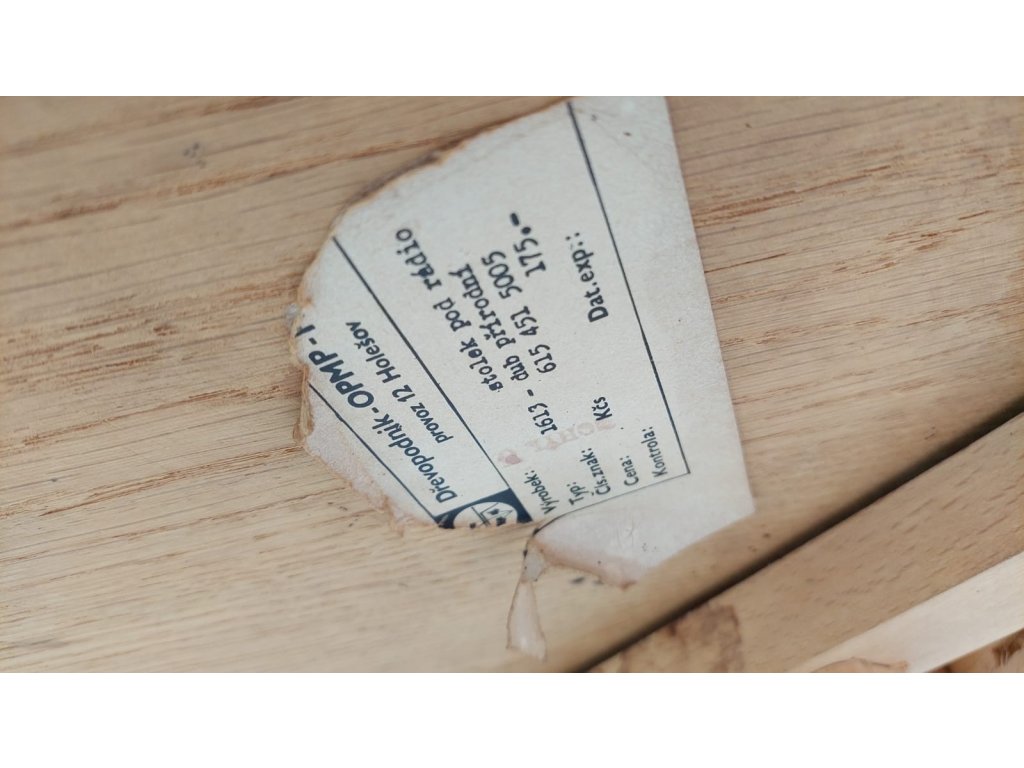 Dřevopodnik-OPMP-
provoz 12 Holešov
Výrobek: stolek pod rádio
Typ: 1613 - dub přírodní
Čís.znak: 615 451 5005
Cena: Kčs 175.-
Kontrola: Dat.exp.: